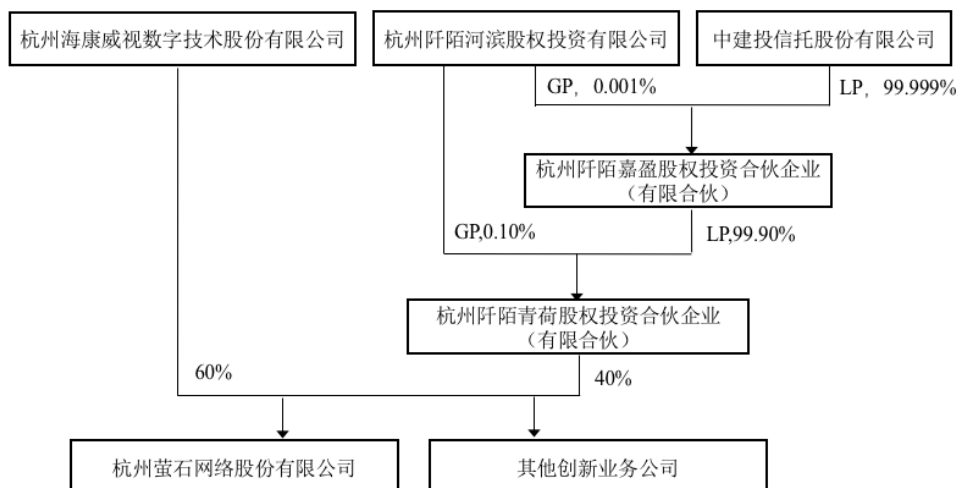 杭州海康威视数字技术股份有限公司
杭州阡陌河滨股权投资有限公司
中建投信托股份有限公司
GP，0.001%
LP，99.999%
杭州阡陌嘉盈股权投资合伙企业
（有限合伙）
GP,0.10%
LP,99.90%
杭州阡陌青荷股权投资合伙企业
（有限合伙）
60%
40%
杭州萤石网络股份有限公司
其他创新业务公司